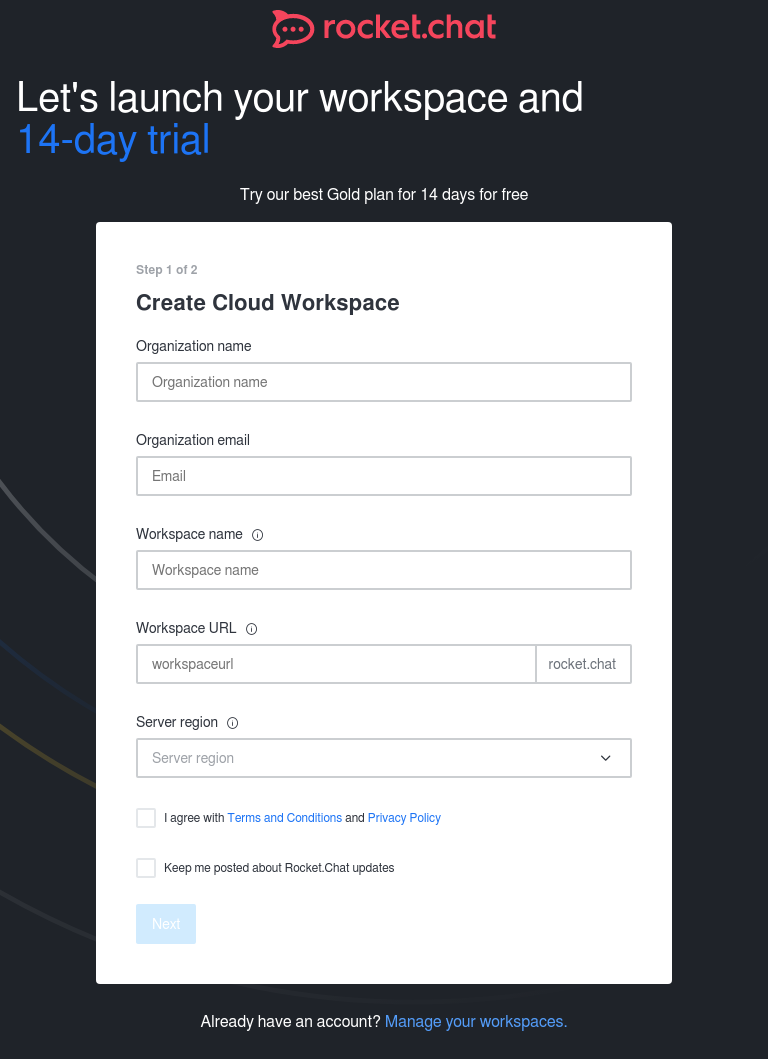 rocket.chat
Let's launch your workspace and
14-day trial
Try our best Gold plan for 14 days for free
Step 1 of 2
Create Cloud Workspace
Organization name
Organization name
Organization email
Email
Workspace name
Workspace name
Workspace URL
workspaceurl rocket.chat
Server region
Server region
I agree with Terms and Conditions and Privacy Policy
Keep me posted about Rocket.Chat updates
Next
Already have an account? Manage your workspaces.